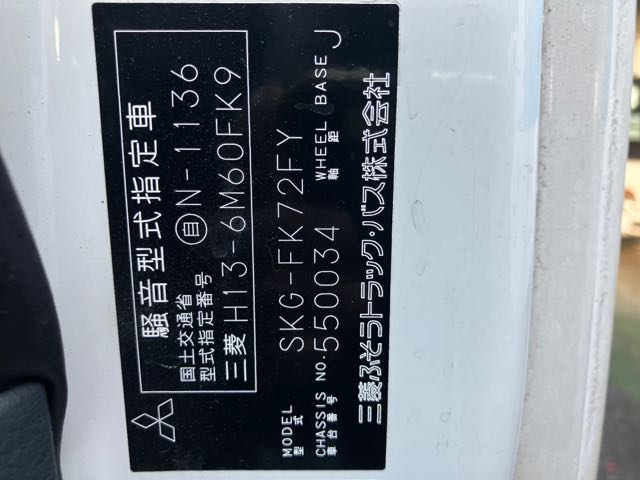 騒音型式指定車
国土交通省
型式指定番号 自 N-1136
三菱 H13-6M60FK9
MODEL
型式 SKG-FK72FY
CHASSIS NO. 550034 WHEEL BASE J
車台番号 軸距
三菱ふそうトラック・バス株式会社